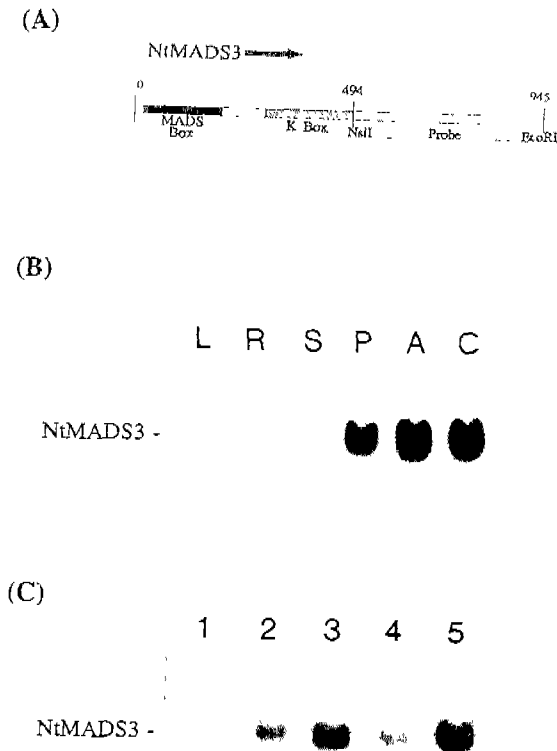 (A)
NtMADS3
0 494 945
MADS
Box
K Box NsiI Probe EcoRI
(B)
L R S P A C
NtMADS3 -
(C)
1 2 3 4 5
NtMADS3 -